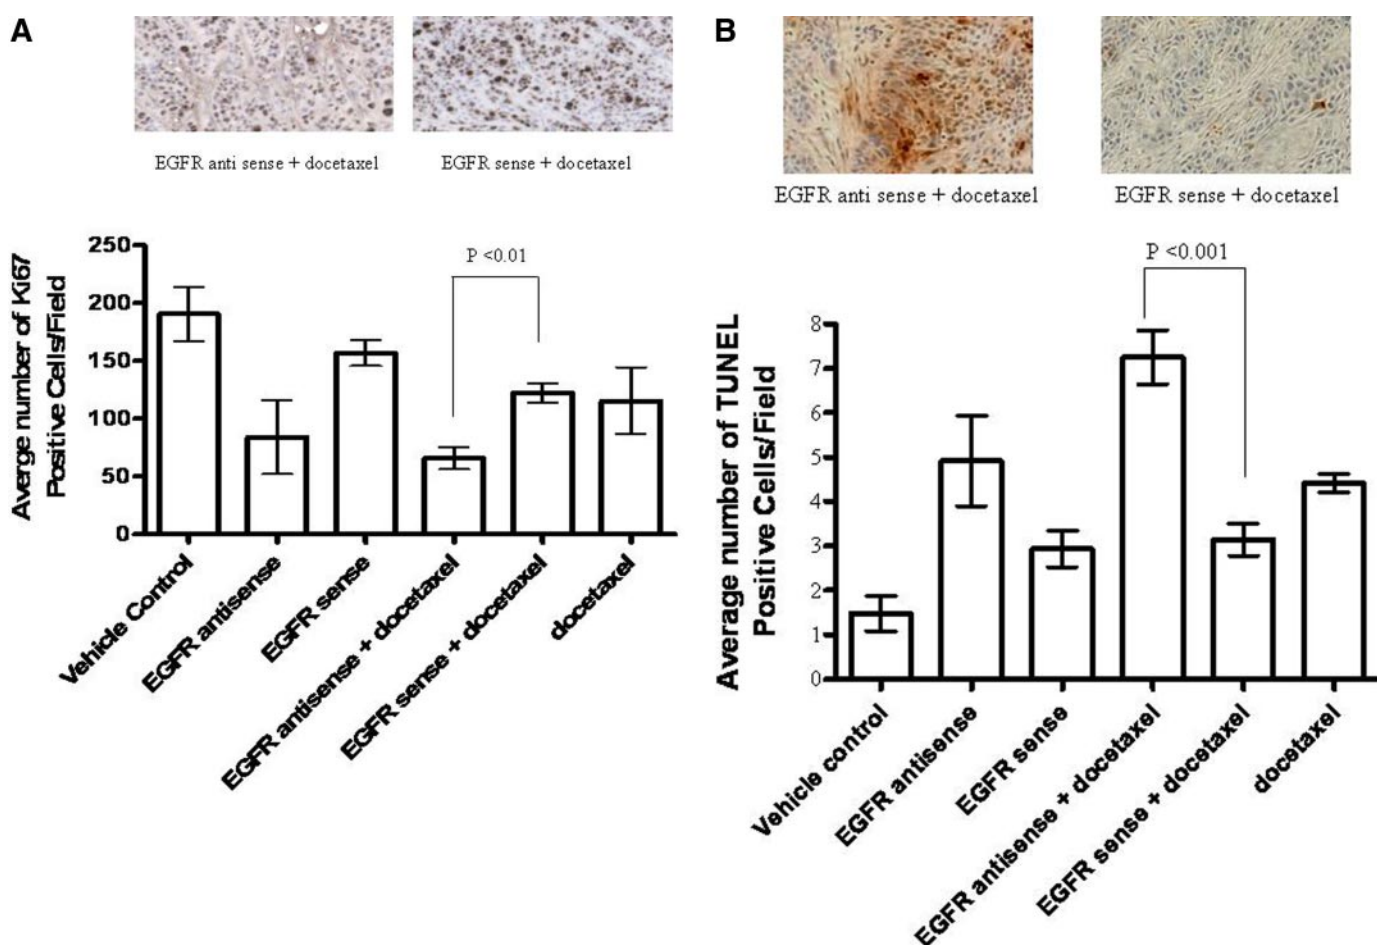 A
EGFR anti sense + docetaxel
EGFR sense + docetaxel
Averge number of Ki67
Positive Cells/Field
250
200
150
100
50
0
P <0.01
Vehicle Control
EGFR antisense
EGFR sense
EGFR antisense + docetaxel
EGFR sense + docetaxel
docetaxel
B
EGFR anti sense + docetaxel
EGFR sense + docetaxel
Average number of TUNEL
Positive Cells/Field
8
7
6
5
4
3
2
1
0
P <0.001
Vehicle control
EGFR antisense
EGFR sense
EGFR antisense + docetaxel
EGFR sense + docetaxel
docetaxel